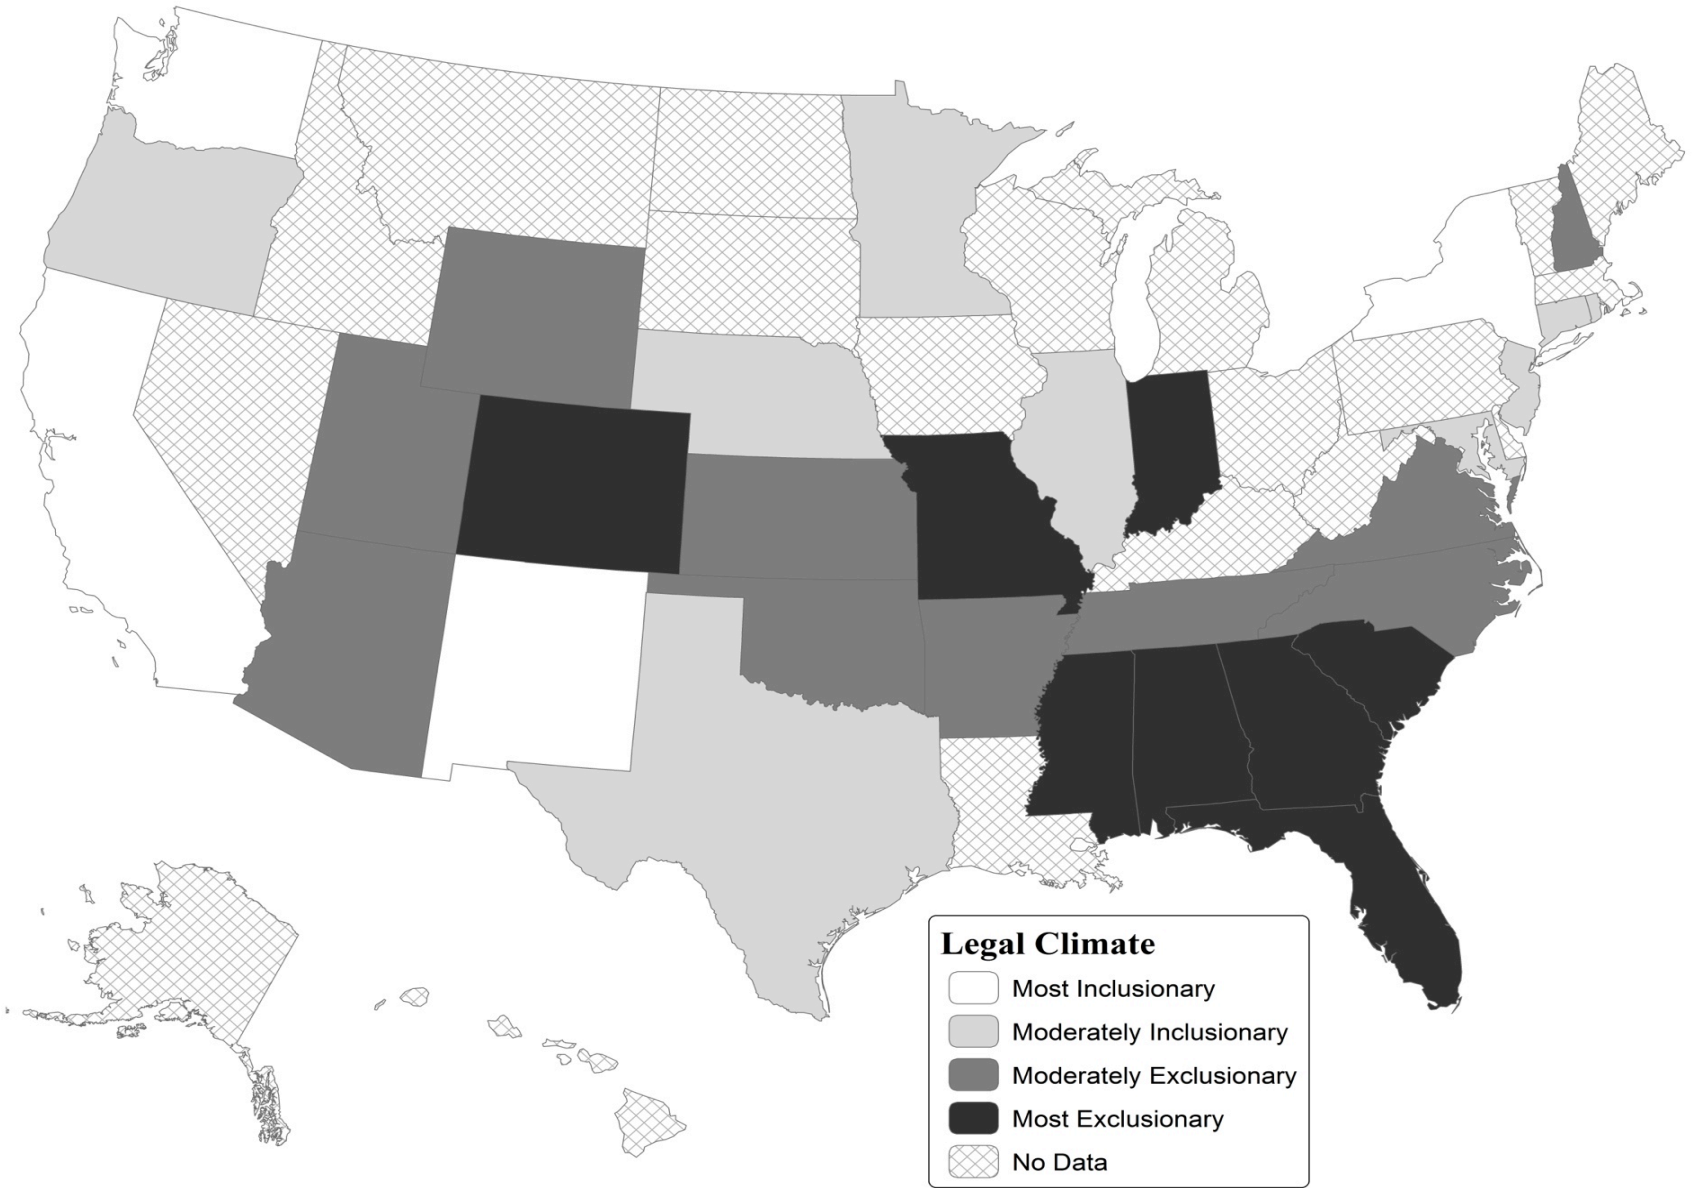 Legal Climate
Most Inclusionary
Moderately Inclusionary
Moderately Exclusionary
Most Exclusionary
No Data